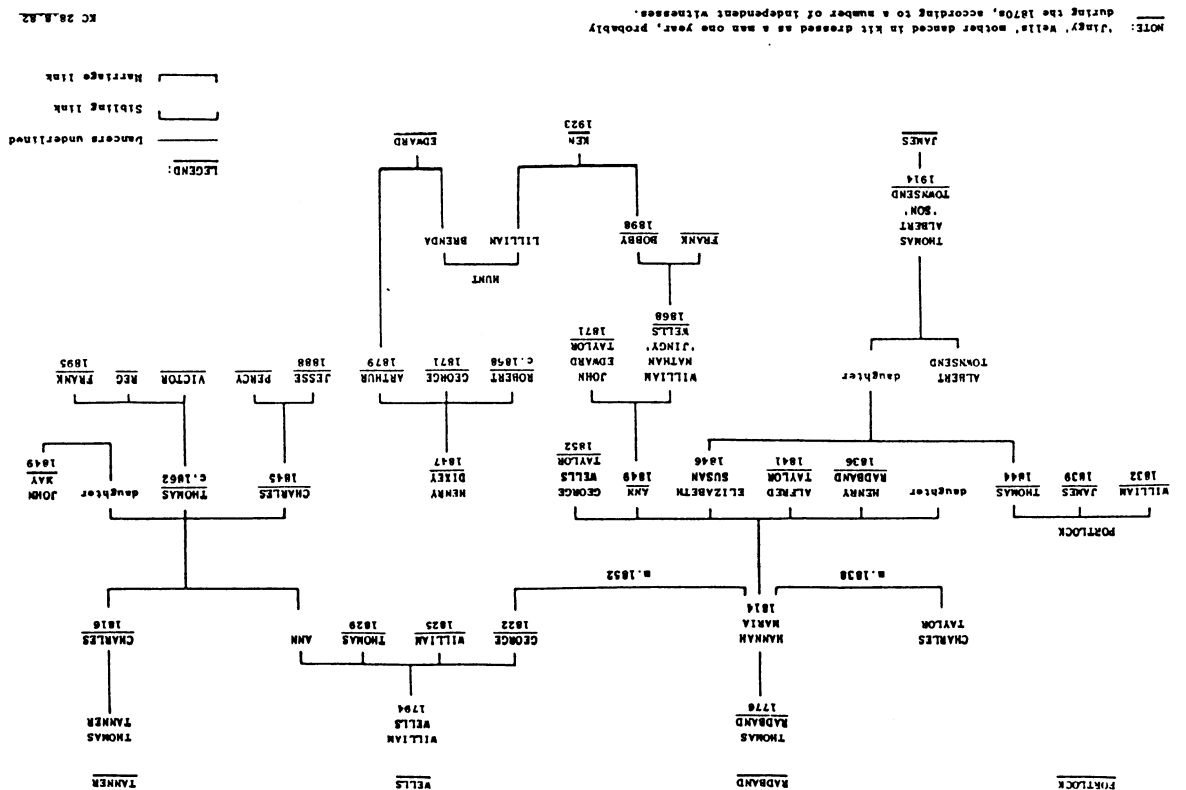 PORTLOCK RADBAND WELLS TANNER
THOMAS WILLIAM THOMAS
RADBAND WELLS TANNER
1776 1794
CHARLES HANNAH GEORGE WILLIAM THOMAS ANN CHARLES
TAYLOR MARIA 1822 1825 1829 1816
1814
m.1838 m.1852
PORTLOCK
WILLIAM JAMES THOMAS daughter HENRY ALFRED ELIZABETH ANN GEORGE HENRY CHARLES THOMAS daughter JOHN
1832 1839 1844 RADBAND TAYLOR SUSAN 1849 WELLS DIXEY 1845 c.1862 MAY
1836 1841 1846 TAYLOR 1847 1849
1852
ALBERT daughter WILLIAM JOHN ROBERT GEORGE ARTHUR JESSE PERCY VICTOR REG FRANK
TOWNSEND NATHAN EDWARD c.1868 1871 1879 1888 1895
'JINGY' TAYLOR
WELLS 1871
1868
HUNT
THOMAS FRANK BOBBY LILLIAN BRENDA
ALBERT 1898
'SON'
TOWNSEND
1914
JAMES KEN EDWARD
1923
LEGEND:
Dancers underlined
Sibling link
Marriage link
NOTE: 'Jingy' Wells' mother danced in kit dressed as a man one year, probably
during the 1870s, according to a number of independent witnesses.
KC 28.8.82